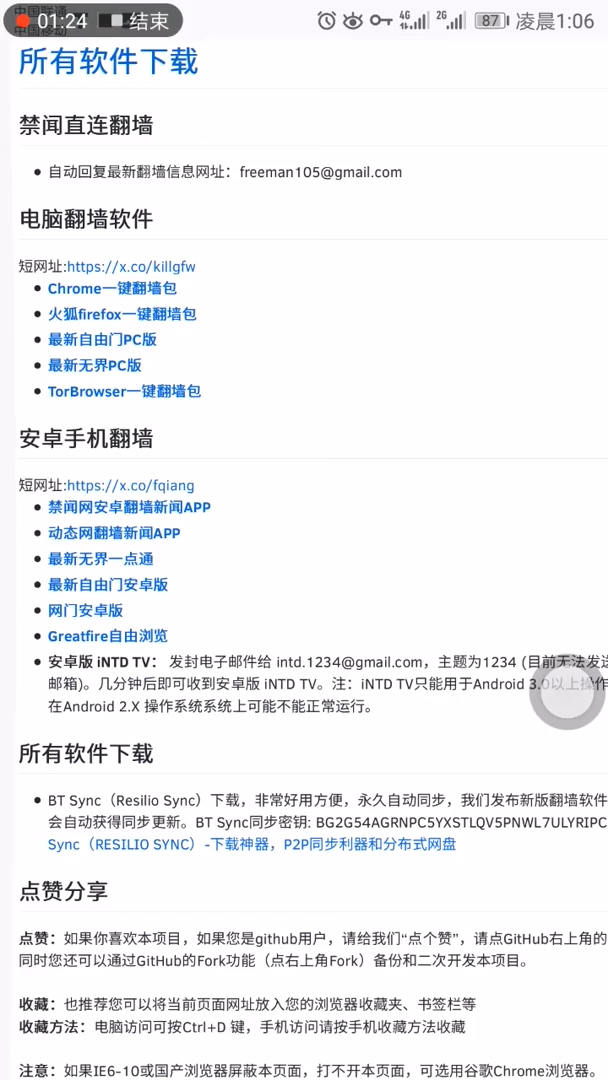 中国联通
中国移动
01:24 结束 4G 2G 87 凌晨1:06
所有软件下载
禁闻直连翻墙
自动回复最新翻墙信息网址：freeman105@gmail.com
电脑翻墙软件
短网址:https://x.co/killgfw
Chrome一键翻墙包
火狐firefox一键翻墙包
最新自由门PC版
最新无界PC版
TorBrowser一键翻墙包
安卓手机翻墙
短网址:https://x.co/fqiang
禁闻网安卓翻墙新闻APP
动态网翻墙新闻APP
最新无界一点通
最新自由门安卓版
网门安卓版
Greatfire自由浏览
安卓版 iNTD TV： 发封电子邮件给 intd.1234@gmail.com，主题为1234 (目前无法发送
邮箱)。几分钟后即可收到安卓版 iNTD TV。注：iNTD TV只能用于Android 3.0以上操作
在Android 2.X 操作系统系统上可能不能正常运行。
所有软件下载
BT Sync（Resilio Sync）下载，非常好用方便，永久自动同步，我们发布新版翻墙软件
会自动获得同步更新。BT Sync同步密钥: BG2G54AGRNPC5YXSTLQV5PNWL7ULYRIPC
Sync（RESILIO SYNC）-下载神器，P2P同步利器和分布式网盘
点赞分享
点赞：如果你喜欢本项目，如果您是github用户，请给我们“点个赞”，请点GitHub右上角的
同时您还可以通过GitHub的Fork功能（点右上角Fork）备份和二次开发本项目。
收藏：也推荐您可以将当前页面网址放入您的浏览器收藏夹、书签栏等
收藏方法：电脑访问可按Ctrl+D 键，手机访问请按手机收藏方法收藏
注意：如果IE6-10或国产浏览器屏蔽本页面，打不开本页面，可选用谷歌Chrome浏览器。